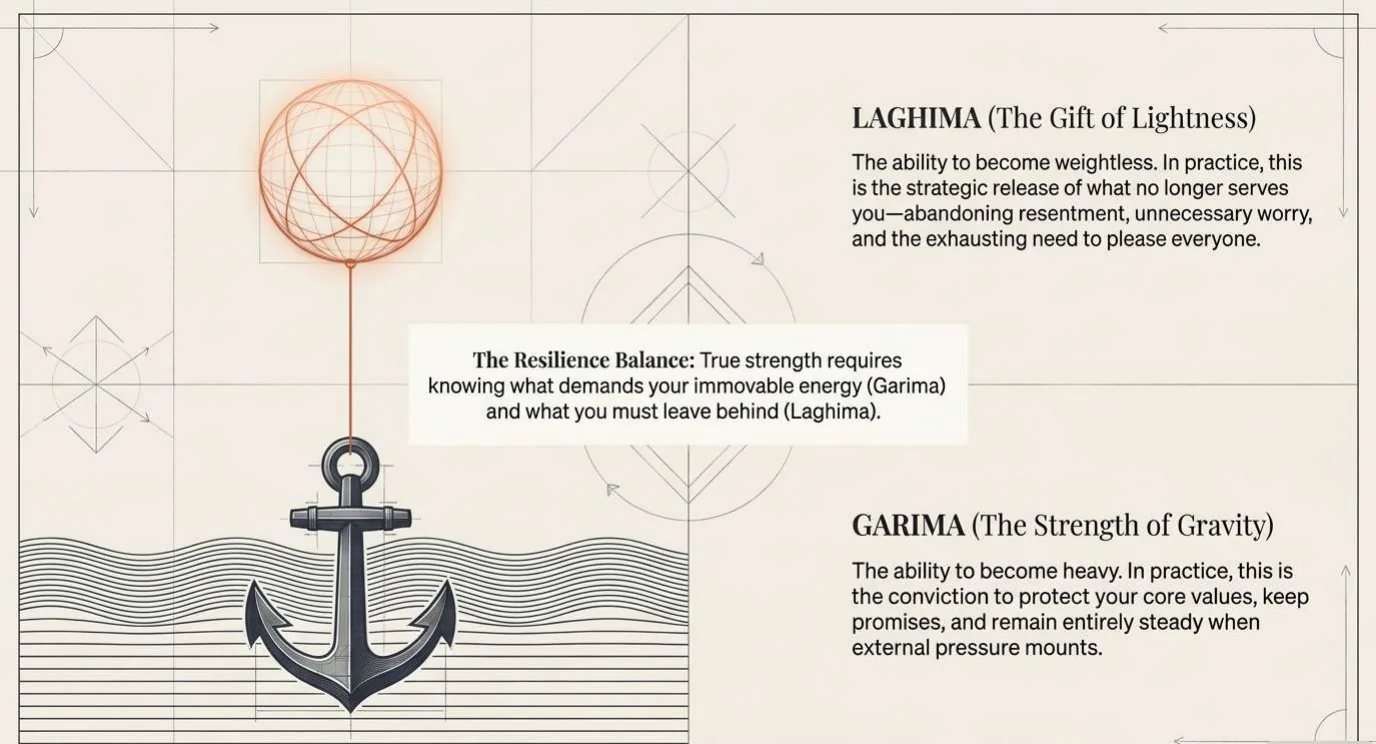 LAGHIMA (The Gift of Lightness)
The ability to become weightless. In practice, this
is the strategic release of what no longer serves
you—abandoning resentment, unnecessary worry,
and the exhausting need to please everyone.
The Resilience Balance: True strength requires
knowing what demands your immovable energy (Garima)
and what you must leave behind (Laghima).
GARIMA (The Strength of Gravity)
The ability to become heavy. In practice, this is
the conviction to protect your core values, keep
promises, and remain entirely steady when
external pressure mounts.